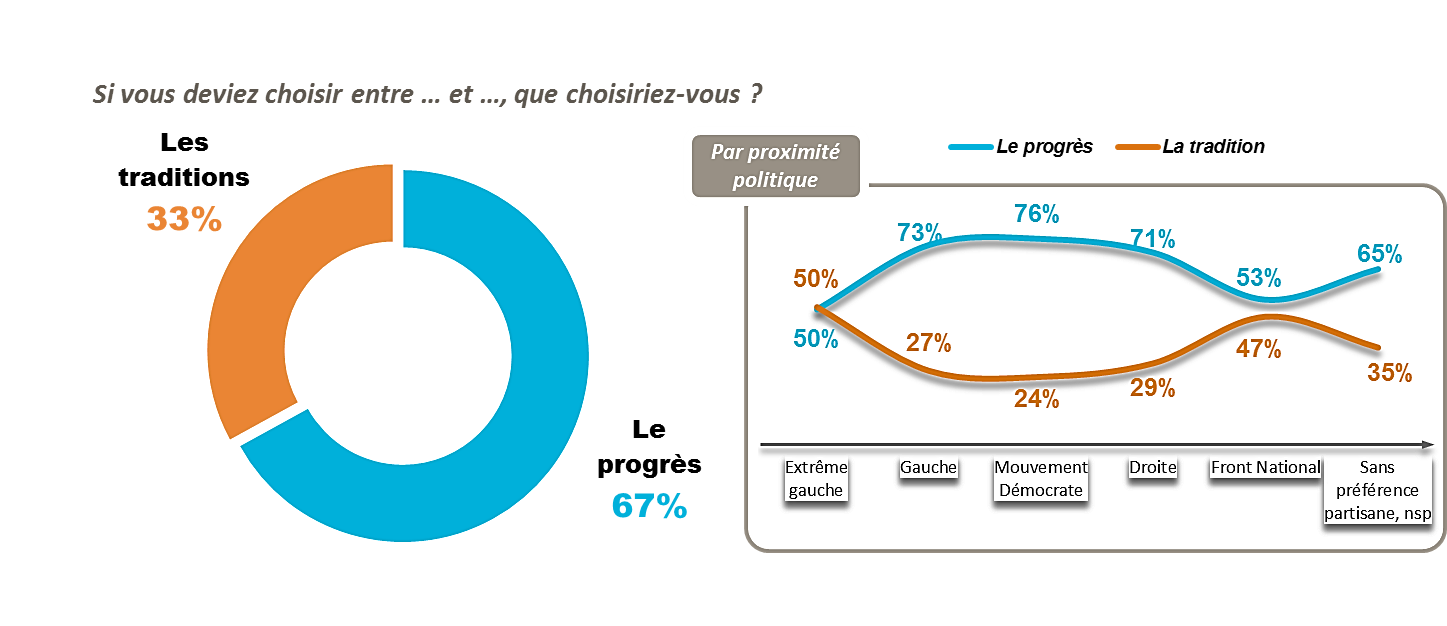 Si vous deviez choisir entre ... et ..., que choisiriez-vous ?
Les
traditions
33%
Le
progrès
67%
Par proximité
politique
Le progrès
La tradition
50%
73%
76%
71%
53%
65%
50%
27%
24%
29%
47%
35%
Extrême
gauche
Gauche
Mouvement
Démocrate
Droite
Front National
Sans
préférence
partisane, nsp